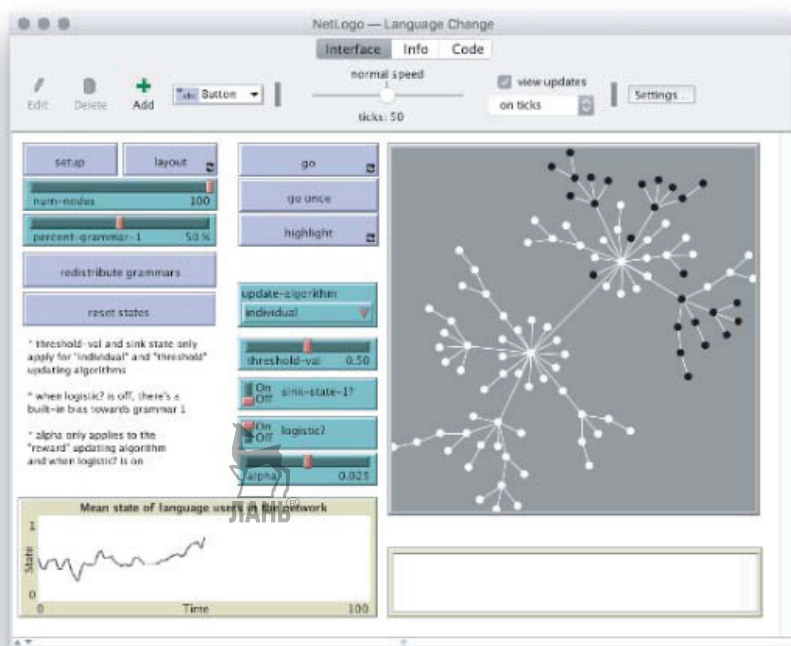 NetLogo — Language Change
Interface Info Code
Edit Delete Add
abc Button
normal speed
ticks: 50
view updates
on ticks
Settings...
setup layout
num-nodes 100
percent-grammar-1 50 %
redistribute grammars
reset states
* threshold-val and sink state only
apply for "individual" and "threshold"
updating algorithms
* when logistic? is off, there's a
built-in bias towards grammar 1
* alpha only applies to the
"reward" updating algorithm
and when logistic? is on
go
go once
highlight
update-algorithm
individual
threshold-val 0.50
On
Off
sink-state-1?
On
Off
logistic?
alpha 0.025
ЛАНЬ®
Mean state of language users in the network
1
State
0
0 Time 100